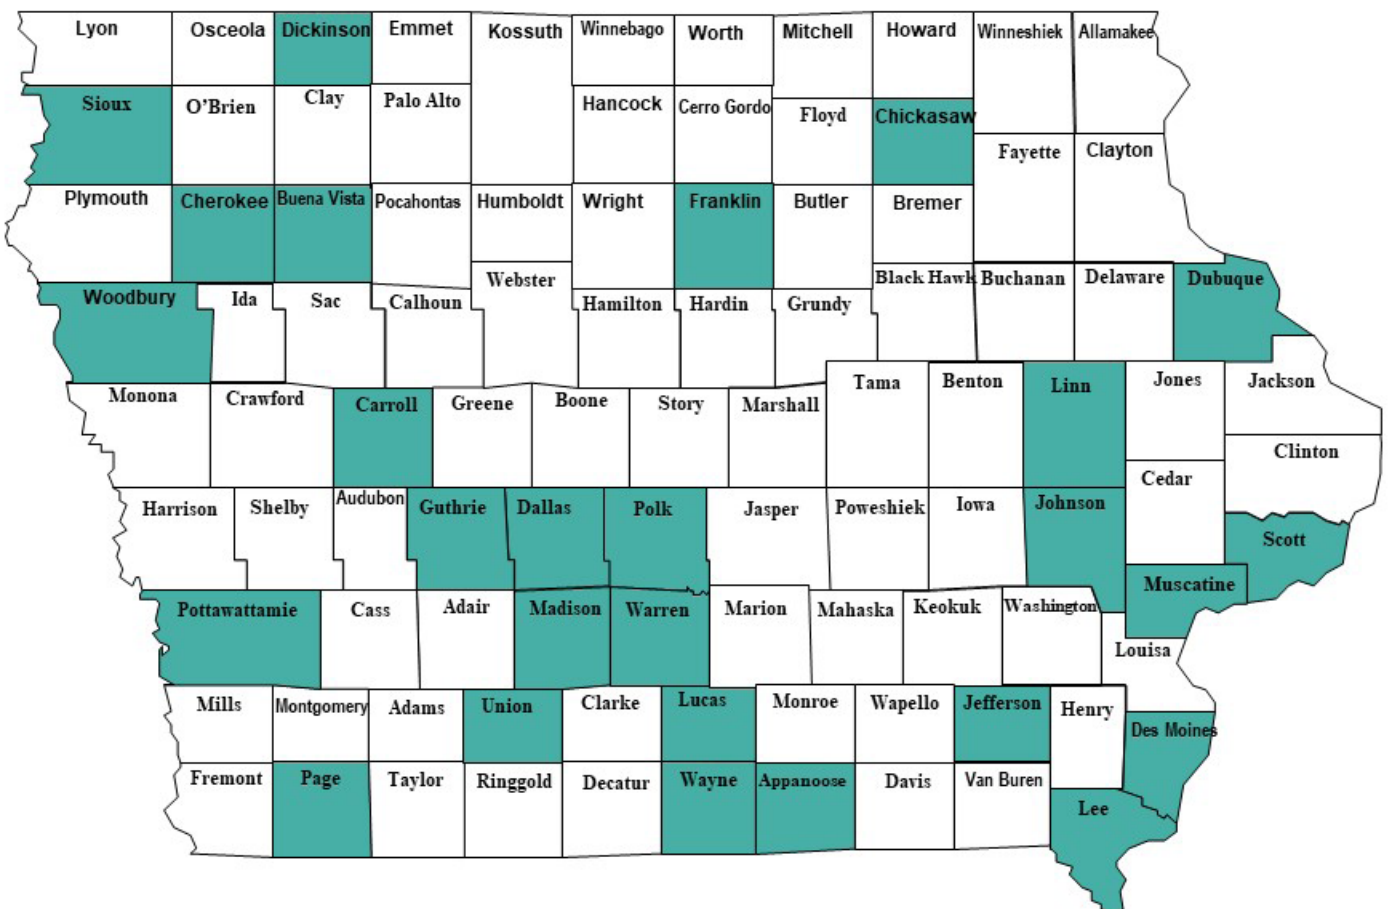 Lyon
Osceola
Dickinson
Emmet
Kossuth
Winnebago
Worth
Mitchell
Howard
Winneshiek
Allamakee
Sioux
O'Brien
Clay
Palo Alto
Hancock
Cerro Gordo
Floyd
Chickasaw
Fayette
Clayton
Plymouth
Cherokee
Buena Vista
Pocahontas
Humboldt
Wright
Franklin
Butler
Bremer
Woodbury
Ida
Sac
Calhoun
Webster
Hamilton
Hardin
Grundy
Black Hawk
Buchanan
Delaware
Dubuque
Monona
Crawford
Carroll
Greene
Boone
Story
Marshall
Tama
Benton
Linn
Jones
Jackson
Clinton
Cedar
Harrison
Shelby
Audubon
Guthrie
Dallas
Polk
Jasper
Poweshiek
Iowa
Johnson
Scott
Muscatine
Pottawattamie
Cass
Adair
Madison
Warren
Marion
Mahaska
Keokuk
Washington
Louisa
Mills
Montgomery
Adams
Union
Clarke
Lucas
Monroe
Wapello
Jefferson
Henry
Des Moines
Fremont
Page
Taylor
Ringgold
Decatur
Wayne
Appanoose
Davis
Van Buren
Lee